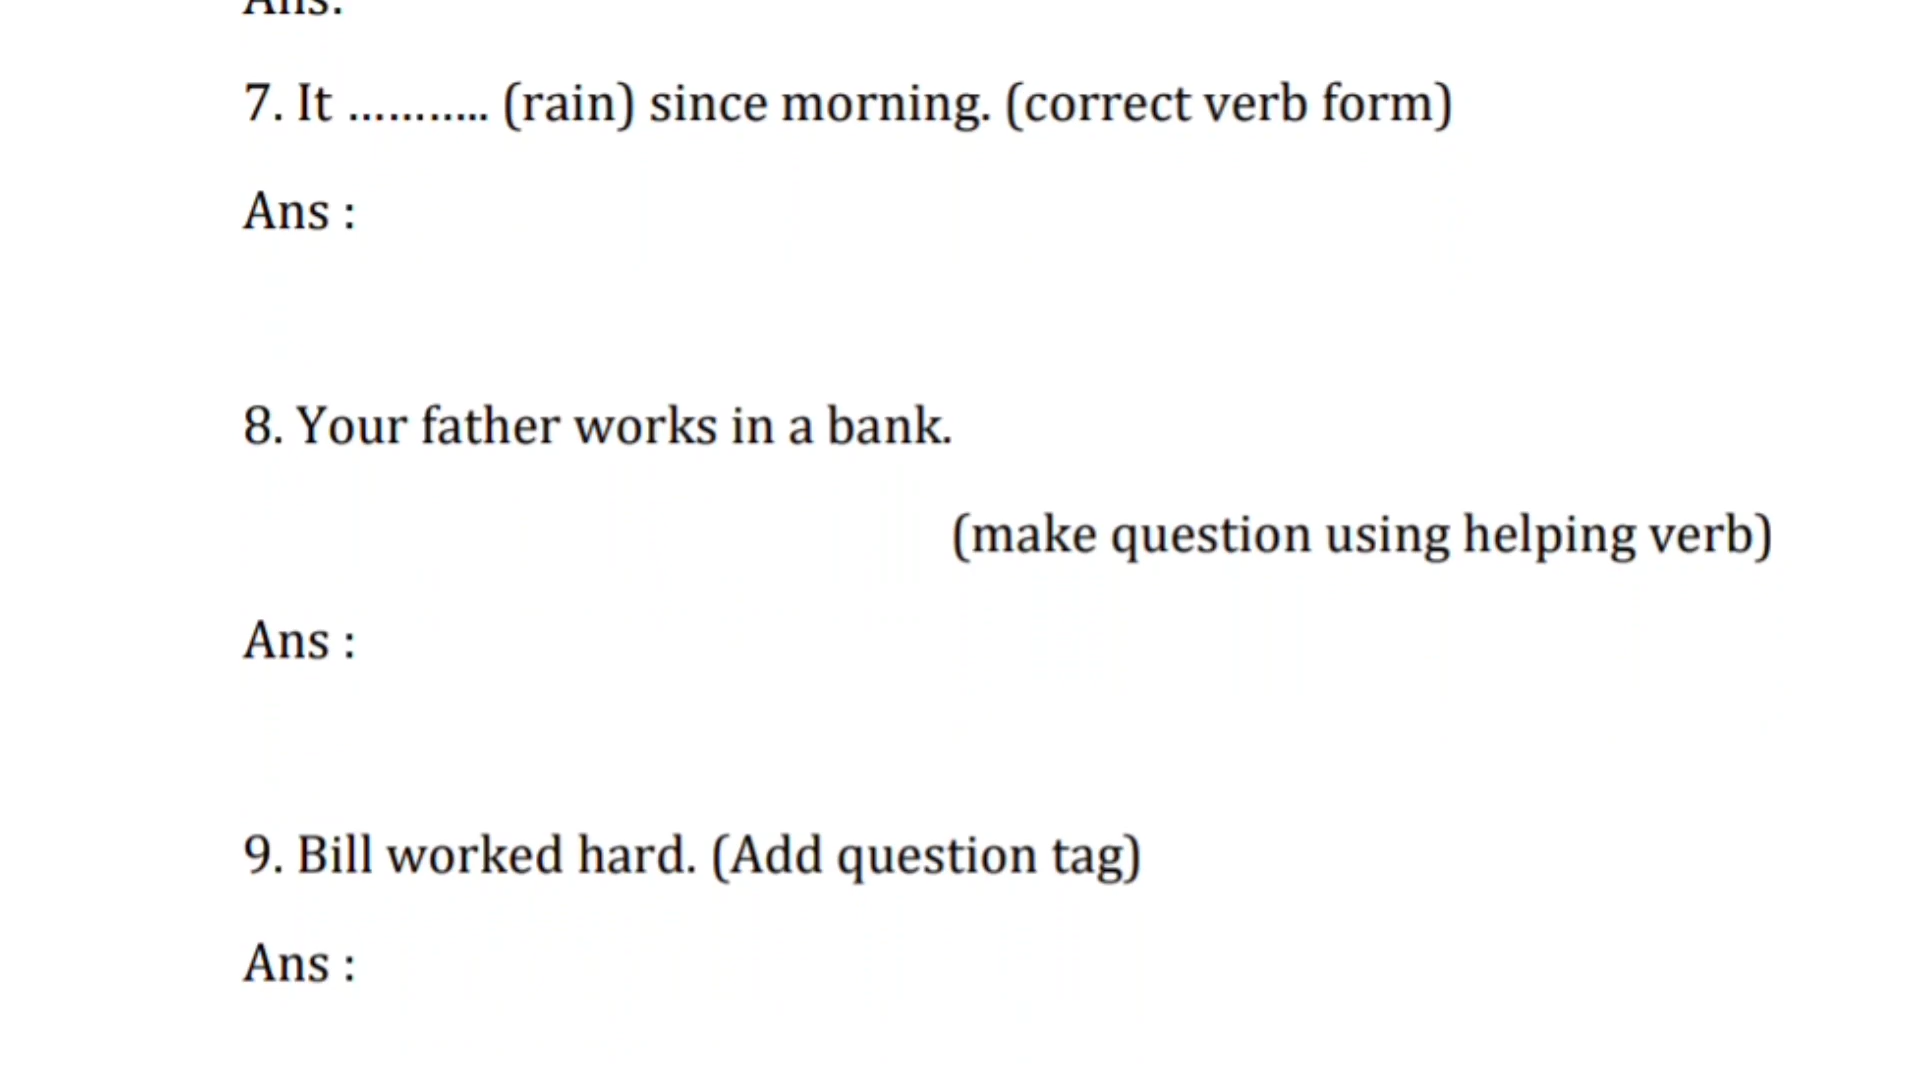 Ans:
7. It ........... (rain) since morning. (correct verb form)
Ans :
8. Your father works in a bank.
(make question using helping verb)
Ans :
9. Bill worked hard. (Add question tag)
Ans :